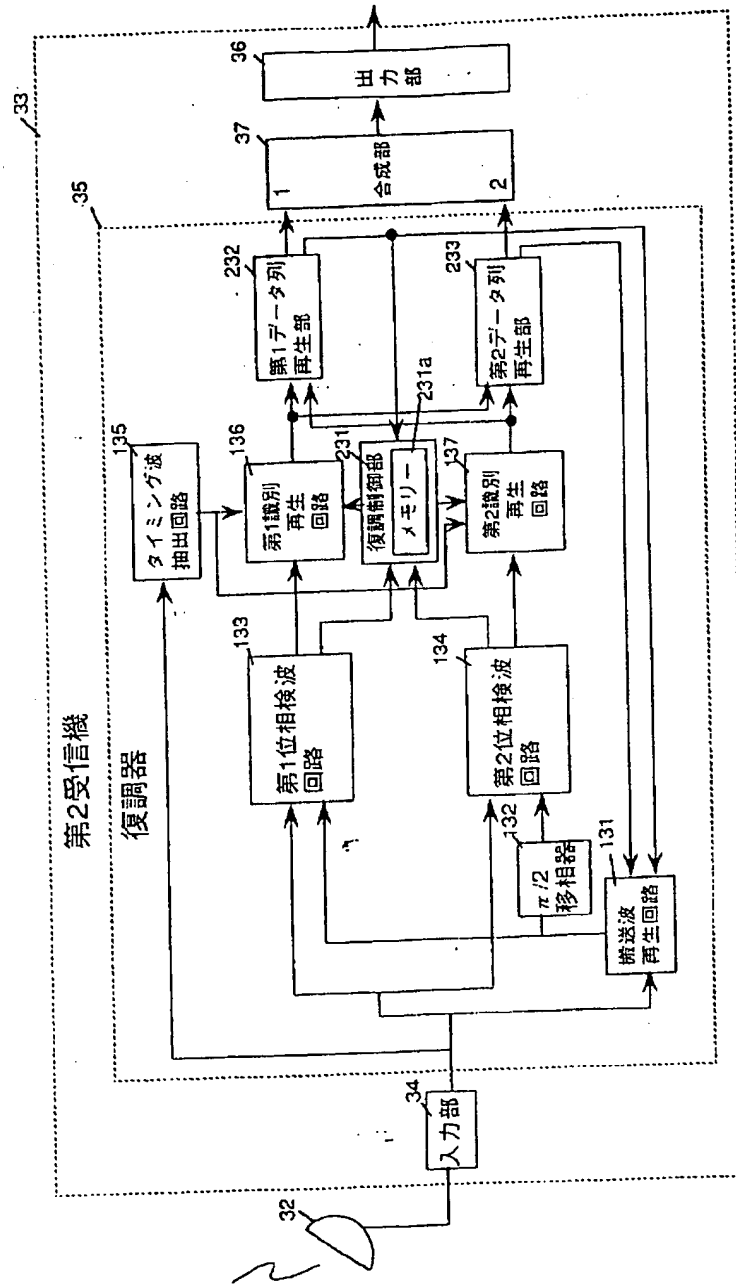 第2受信機
33
復調器
35
32
34
入力部
135
タイミング波
抽出回路
133
第1位相検波
回路
134
第2位相検波
回路
132
π/2
移相器
131
搬送波
再生回路
136
第1識別
再生
回路
231
復調制御部
メモリー
231a
137
第2識別
再生
回路
232
第1データ列
再生部
233
第2データ列
再生部
37
1
合成部
2
36
出力部